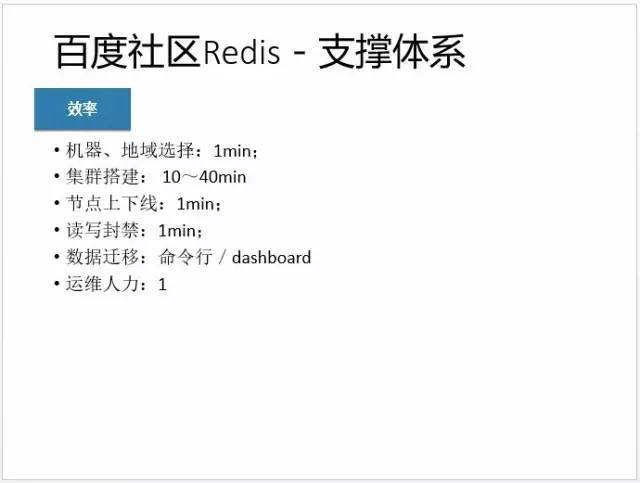 百度社区Redis－支撑体系
效率
• 机器、地域选择：1min；
• 集群搭建： 10～40min
• 节点上下线：1min；
• 读写封禁：1min；
• 数据迁移：命令行／dashboard
• 运维人力：1